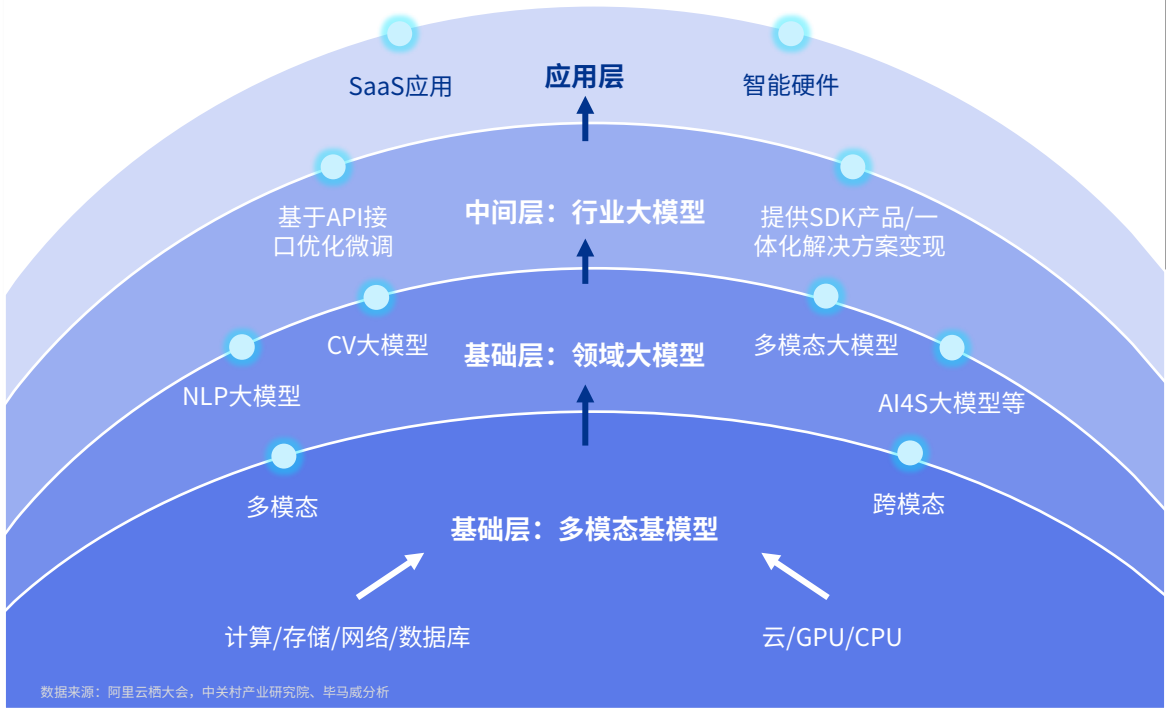 SaaS应用
应用层
智能硬件
基于API接
口优化微调
中间层：行业大模型
提供SDK产品/一
体化解决方案变现
CV大模型
基础层：领域大模型
多模态大模型
NLP大模型
AI4S大模型等
多模态
跨模态
基础层：多模态基模型
计算/存储/网络/数据库
云/GPU/CPU
数据来源：阿里云栖大会，中关村产业研究院、毕马威分析